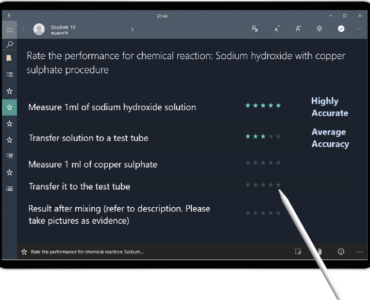 Student 19
student19
Rate the performance for chemical reaction: Sodium hydroxide with copper
sulphate procedure
Measure 1ml of sodium hydroxide solution
Highly
Accurate
Transfer solution to a test tube
Average
Accuracy
Measure 1 ml of copper sulphate
Transfer it to the test tube
Result after mixing (refer to description. Please
take pictures as evidence)
Rate the performance for chemical reaction: Sodium...